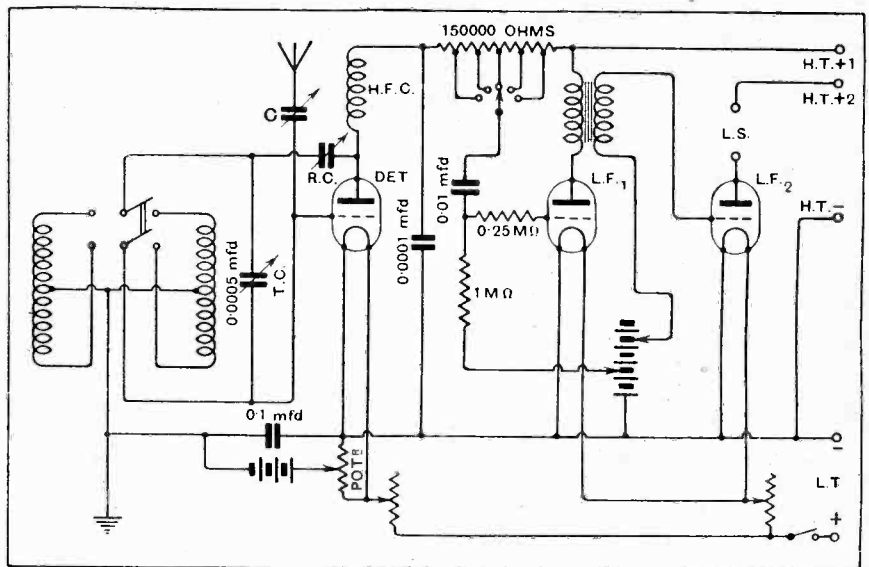 150000 OHMS
H.T.+1
H.F.C.
C
H.T.+2
L.S.
R.C.
DET
L.F.1
L.F.2
0.01 mfd
H.T.-
0.25 MΩ
0.0001 mfd
0.0005 mfd
T.C.
1 MΩ
0.1 mfd
POTR
-
L.T.
+